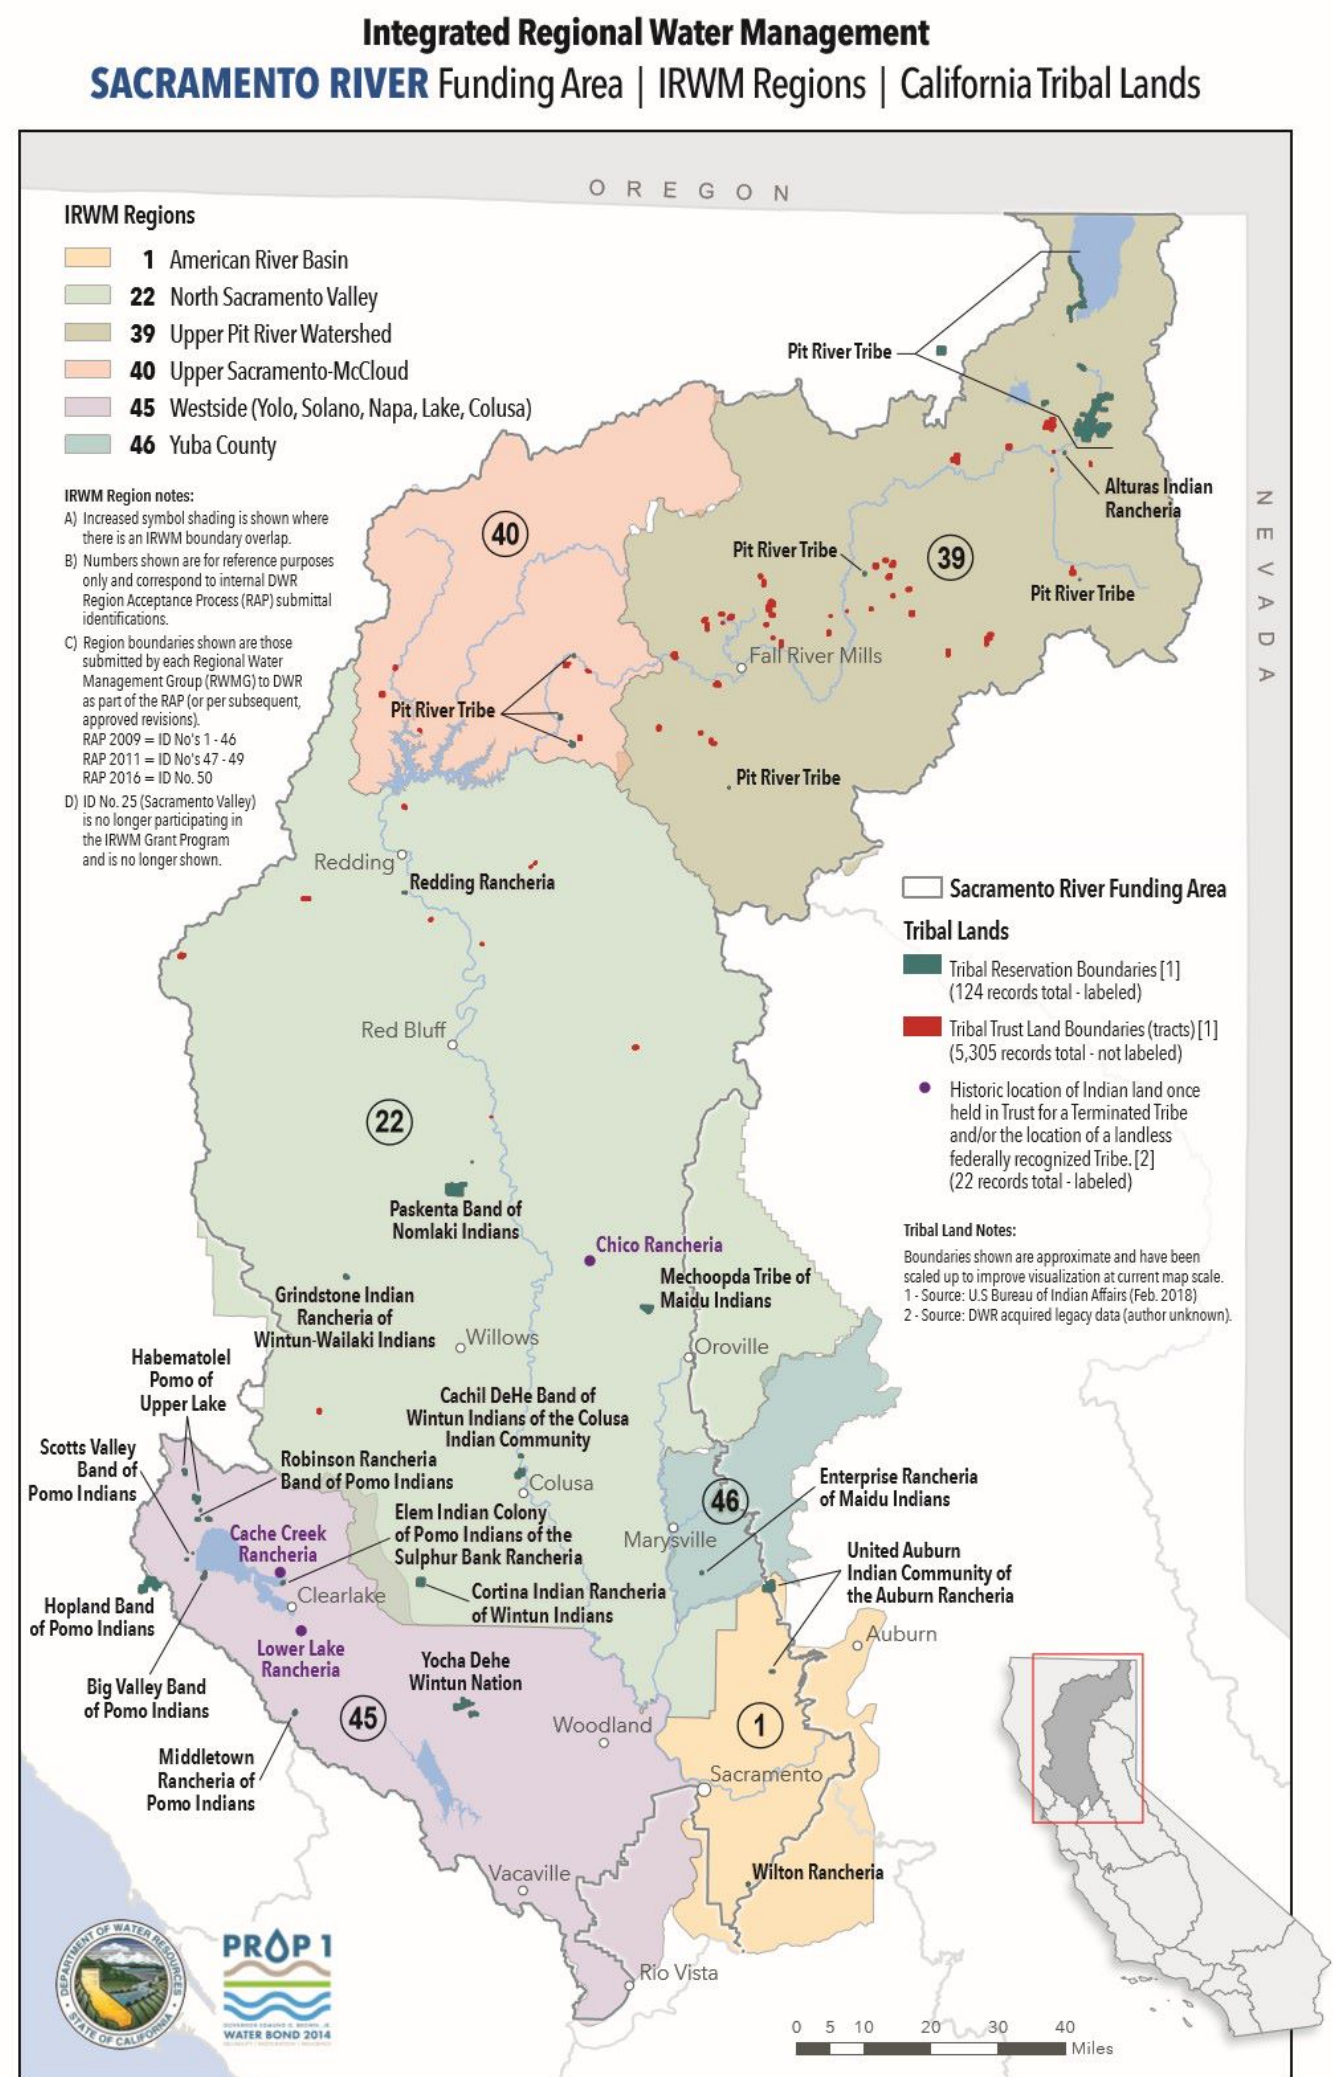 Integrated Regional Water Management
SACRAMENTO RIVER Funding Area | IRWM Regions | California Tribal Lands
OREGON
NEVADA
IRWM Regions
1 American River Basin
22 North Sacramento Valley
39 Upper Pit River Watershed
40 Upper Sacramento-McCloud
45 Westside (Yolo, Solano, Napa, Lake, Colusa)
46 Yuba County
IRWM Region notes:
A) Increased symbol shading is shown where
there is an IRWM boundary overlap.
B) Numbers shown are for reference purposes
only and correspond to internal DWR
Region Acceptance Process (RAP) submittal
identifications.
C) Region boundaries shown are those
submitted by each Regional Water
Management Group (RWMG) to DWR
as part of the RAP (or per subsequent,
approved revisions).
RAP 2009 = ID No's 1 - 46
RAP 2011 = ID No's 47 - 49
RAP 2016 = ID No. 50
D) ID No. 25 (Sacramento Valley)
is no longer participating in
the IRWM Grant Program
and is no longer shown.
Pit River Tribe
Alturas Indian
Rancheria
40
39
Pit River Tribe
Pit River Tribe
Fall River Mills
Pit River Tribe
Pit River Tribe
Redding
Redding Rancheria
Sacramento River Funding Area
Tribal Lands
Tribal Reservation Boundaries [1]
(124 records total - labeled)
Tribal Trust Land Boundaries (tracts) [1]
(5,305 records total - not labeled)
Historic location of Indian land once
held in Trust for a Terminated Tribe
and/or the location of a landless
federally recognized Tribe. [2]
(22 records total - labeled)
Tribal Land Notes:
Boundaries shown are approximate and have been
scaled up to improve visualization at current map scale.
1 - Source: U.S Bureau of Indian Affairs (Feb. 2018)
2 - Source: DWR acquired legacy data (author unknown).
Red Bluff
22
Paskenta Band of
Nomlaki Indians
Chico Rancheria
Mechoopda Tribe of
Maidu Indians
Grindstone Indian
Rancheria of
Wintun-Wailaki Indians
Willows
Oroville
Habematolel
Pomo of
Upper Lake
Cachil DeHe Band of
Wintun Indians of the Colusa
Indian Community
Scotts Valley
Band of
Pomo Indians
Robinson Rancheria
Band of Pomo Indians
Colusa
46
Enterprise Rancheria
of Maidu Indians
Elem Indian Colony
of Pomo Indians of the
Sulphur Bank Rancheria
Cache Creek
Rancheria
Marysville
United Auburn
Indian Community of
the Auburn Rancheria
Clearlake
Cortina Indian Rancheria
of Wintun Indians
Hopland Band
of Pomo Indians
Lower Lake
Rancheria
Auburn
Yocha Dehe
Wintun Nation
Big Valley Band
of Pomo Indians
45
Woodland
1
Middletown
Rancheria of
Pomo Indians
Sacramento
Vacaville
Wilton Rancheria
Rio Vista
DEPARTMENT OF WATER RESOURCES
STATE OF CALIFORNIA
PROP 1
WATER BOND 2014
0 5 10 20 30 40
Miles